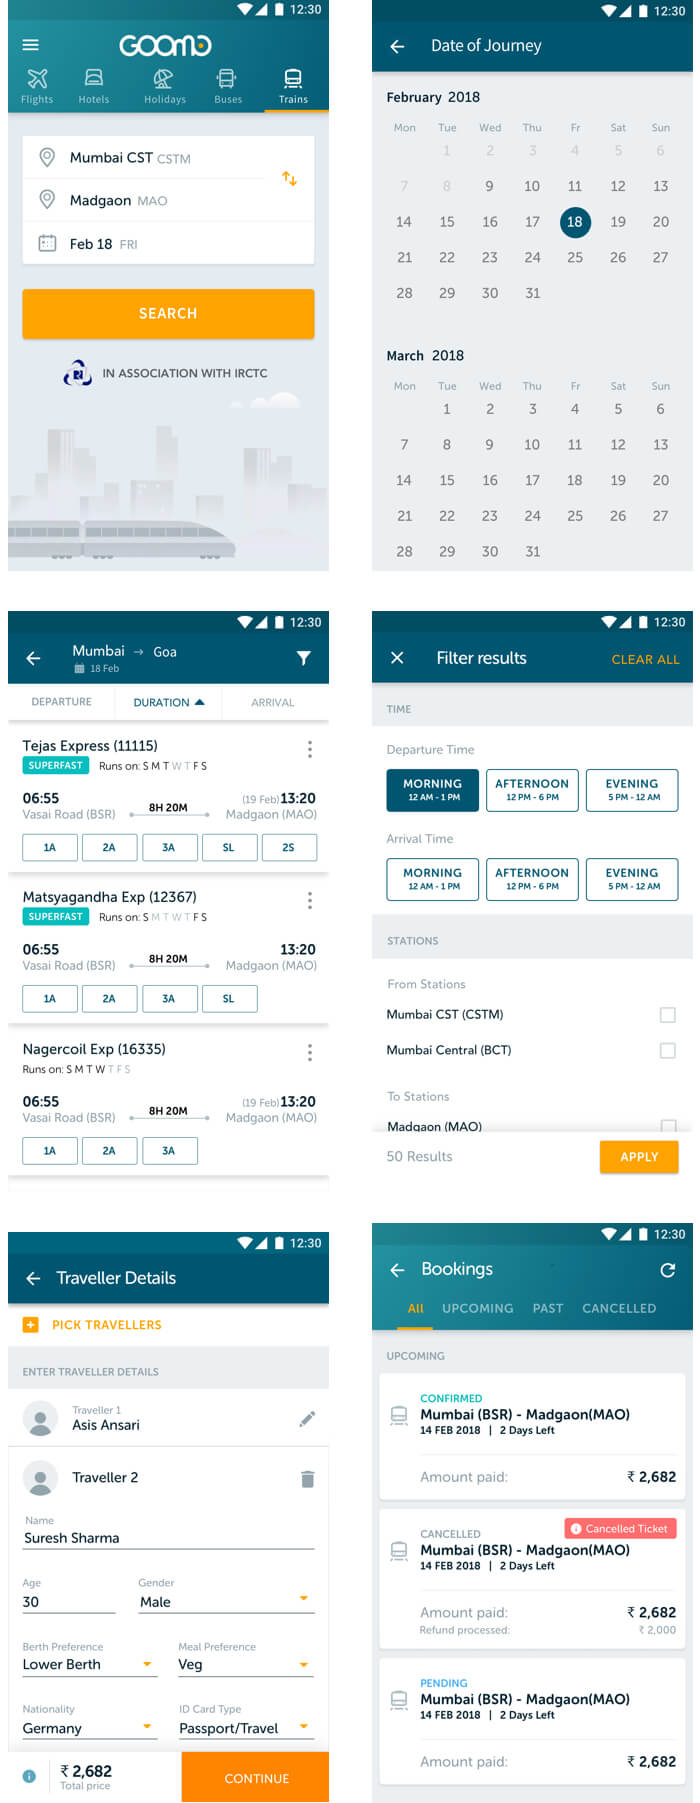 12:30
GOOMO
Flights Hotels Holidays Buses Trains
Mumbai CST CSTM
Madgaon MAO
Feb 18 FRI
SEARCH
IN ASSOCIATION WITH IRCTC
12:30
Date of Journey
February 2018
Mon Tue Wed Thu Fr Sat Sun
1 2 3 4 5 6
7 8 9 10 11 12 13
14 15 16 17 18 19 20
21 22 23 24 25 26 27
28 29 30 31
March 2018
Mon Tue Wed Thu Fr Sat Sun
1 2 3 4 5 6
7 8 9 10 11 12 13
14 15 16 17 18 19 20
21 22 23 24 25 26 27
28 29 30 31
12:30
Mumbai → Goa
18 Feb
DEPARTURE DURATION ARRIVAL
Tejas Express (11115)
SUPERFAST Runs on: S M T W T F S
06:55 8H 20M (19 Feb) 13:20
Vasai Road (BSR) Madgaon (MAO)
1A 2A 3A SL 2S
Matsyagandha Exp (12367)
SUPERFAST Runs on: S M T W T F S
06:55 8H 20M 13:20
Vasai Road (BSR) Madgaon (MAO)
1A 2A 3A SL
Nagercoil Exp (16335)
Runs on: S M T W T F S
06:55 8H 20M (19 Feb) 13:20
Vasai Road (BSR) Madgaon (MAO)
1A 2A 3A
12:30
Filter results CLEAR ALL
TIME
Departure Time
MORNING AFTERNOON EVENING
12 AM - 1 PM 12 PM - 6 PM 5 PM - 12 AM
Arrival Time
MORNING AFTERNOON EVENING
12 AM - 1 PM 12 PM - 6 PM 5 PM - 12 AM
STATIONS
From Stations
Mumbai CST (CSTM)
Mumbai Central (BCT)
To Stations
Madgaon (MAO)
50 Results APPLY
12:30
Traveller Details
PICK TRAVELLERS
ENTER TRAVELLER DETAILS
Traveller 1
Asis Ansari
Traveller 2
Name
Suresh Sharma
Age Gender
30 Male
Berth Preference Meal Preference
Lower Berth Veg
Nationality ID Card Type
Germany Passport/Travel
₹ 2,682
Total price
CONTINUE
12:30
Bookings
All UPCOMING PAST CANCELLED
UPCOMING
CONFIRMED
Mumbai (BSR) - Madgaon(MAO)
14 FEB 2018 | 2 Days Left
Amount paid: ₹ 2,682
Cancelled Ticket
CANCELLED
Mumbai (BSR) - Madgaon(MAO)
14 FEB 2018 | 2 Days Left
Amount paid: ₹ 2,682
Refund processed: ₹ 2,000
PENDING
Mumbai (BSR) - Madgaon(MAO)
14 FEB 2018 | 2 Days Left
Amount paid: ₹ 2,682